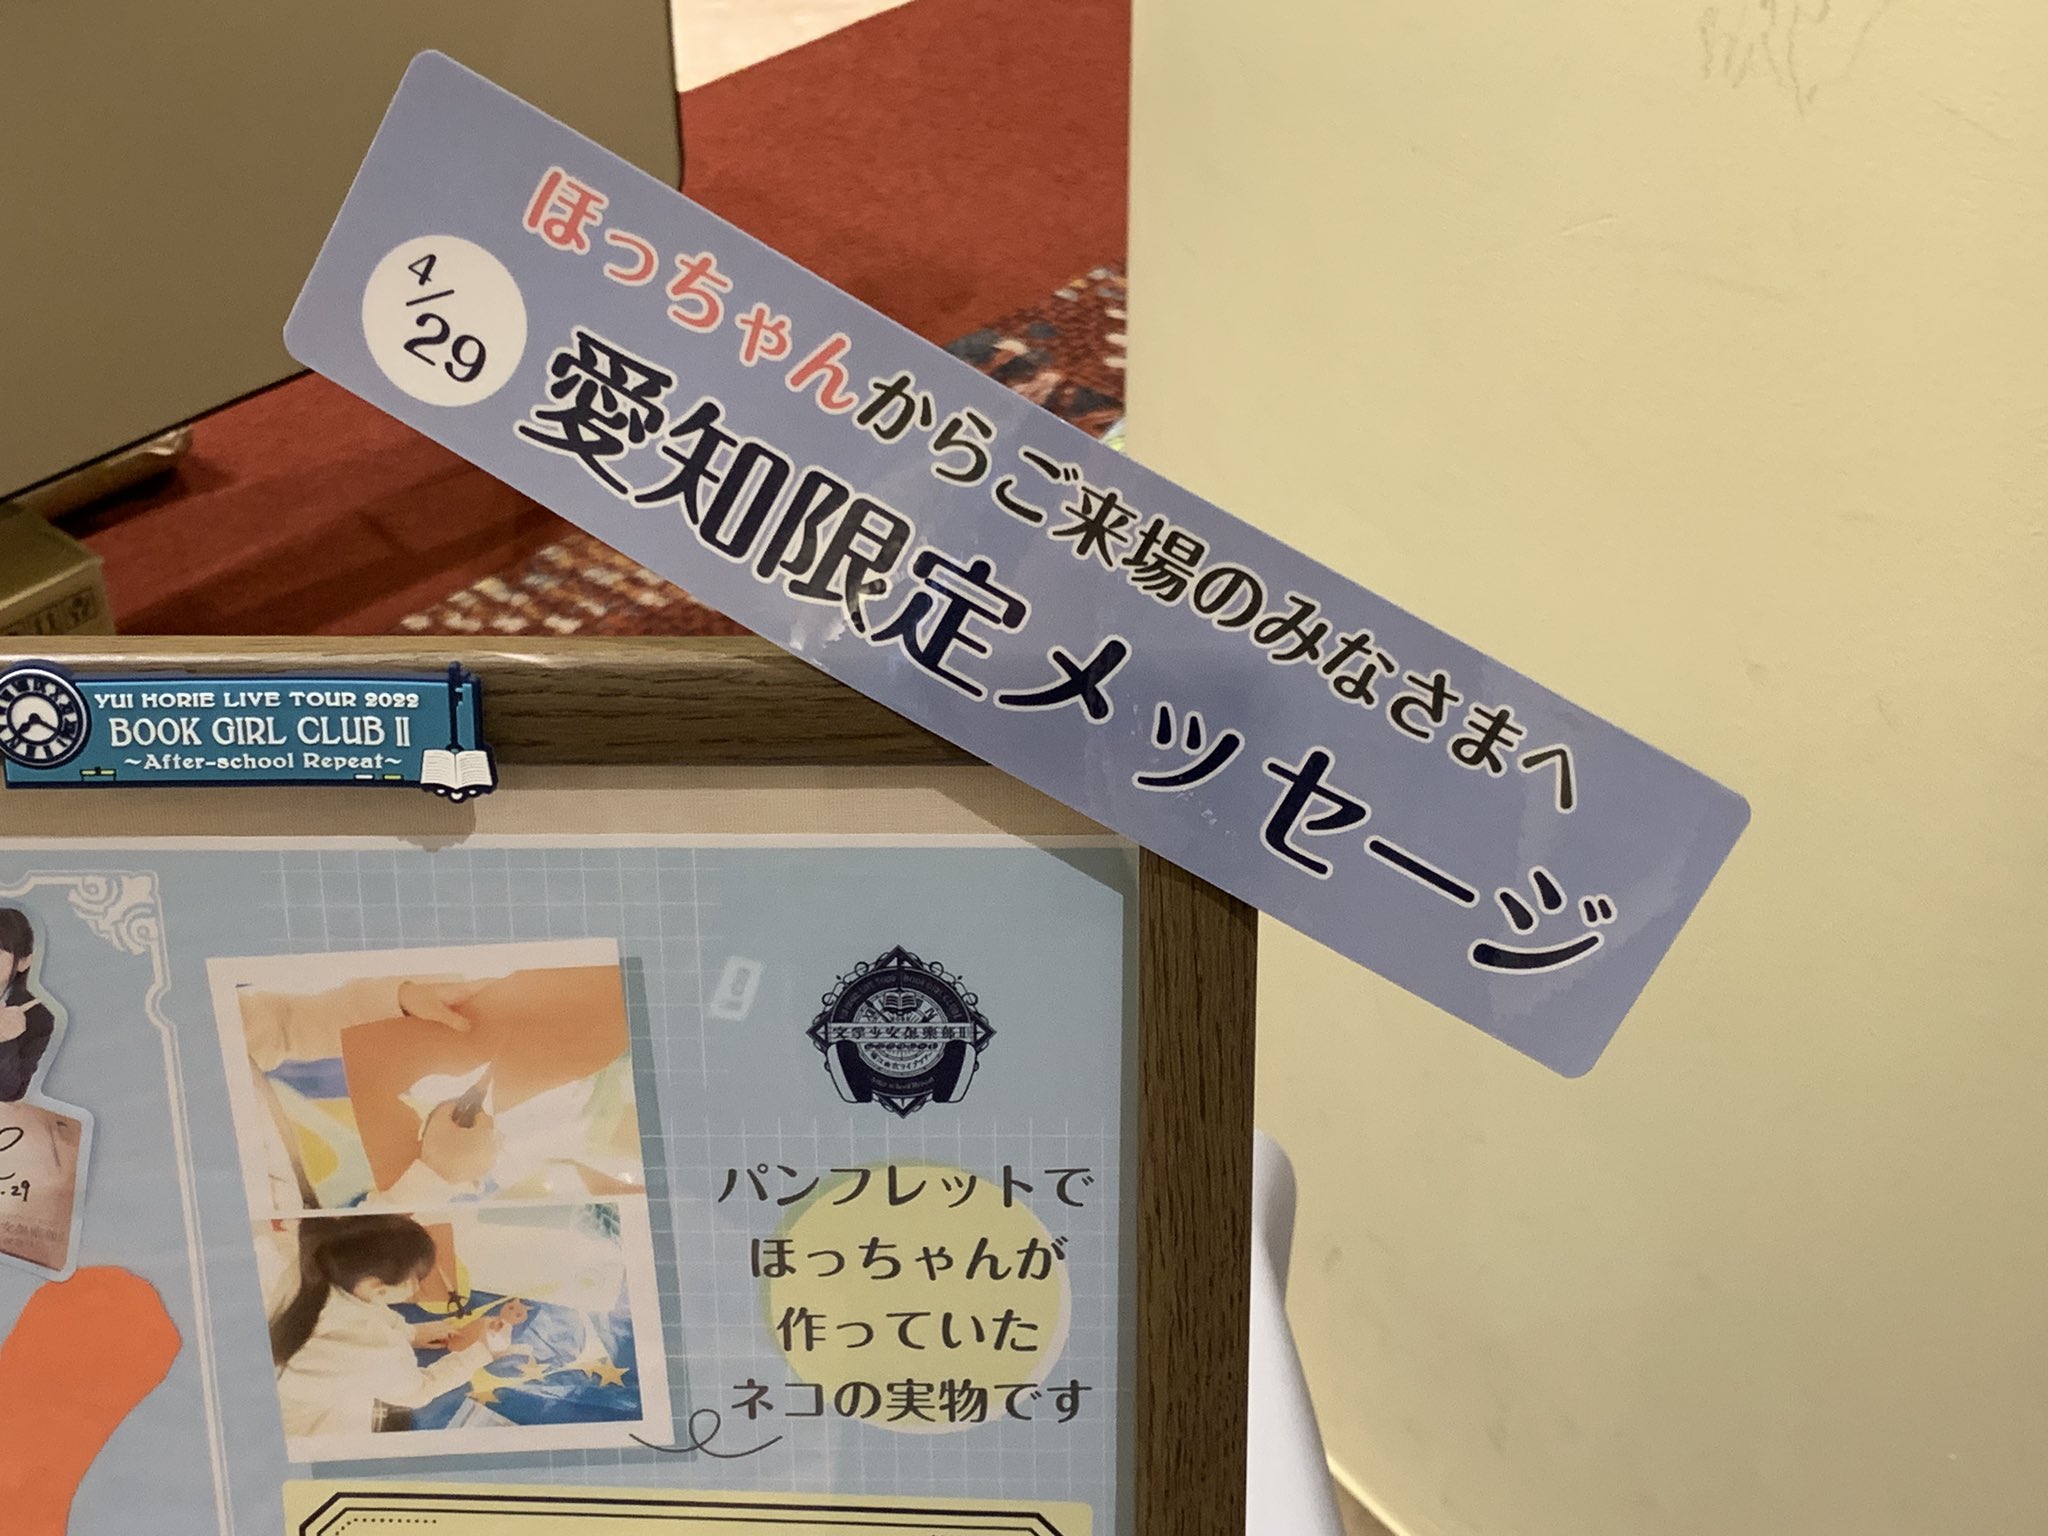 ほっちゃんからご来場のみなさまへ
4/29
愛知限定メッセージ
YUI HORIE LIVE TOUR 2022
BOOK GIRL CLUB II
~After-school Repeat~
パンフレットで
ほっちゃんが
作っていた
ネコの実物です